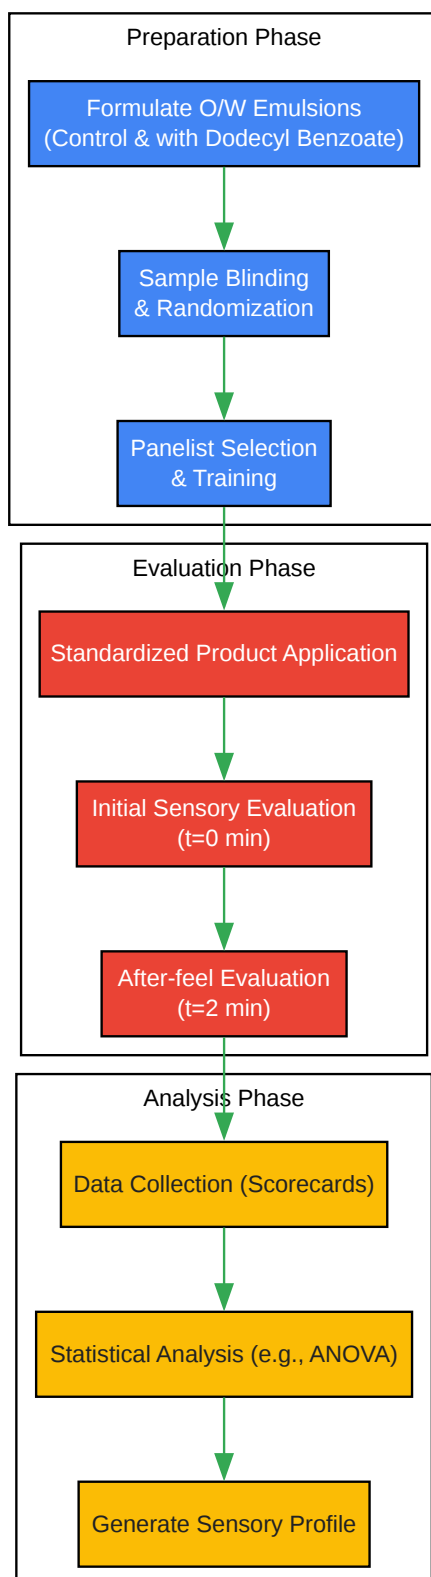 Preparation Phase
Formulate O/W Emulsions
(Control & with Dodecyl Benzoate)
Sample Blinding
& Randomization
Panelist Selection
& Training
Evaluation Phase
Standardized Product Application
Initial Sensory Evaluation
(t=0 min)
After-feel Evaluation
(t=2 min)
Analysis Phase
Data Collection (Scorecards)
Statistical Analysis (e.g., ANOVA)
Generate Sensory Profile